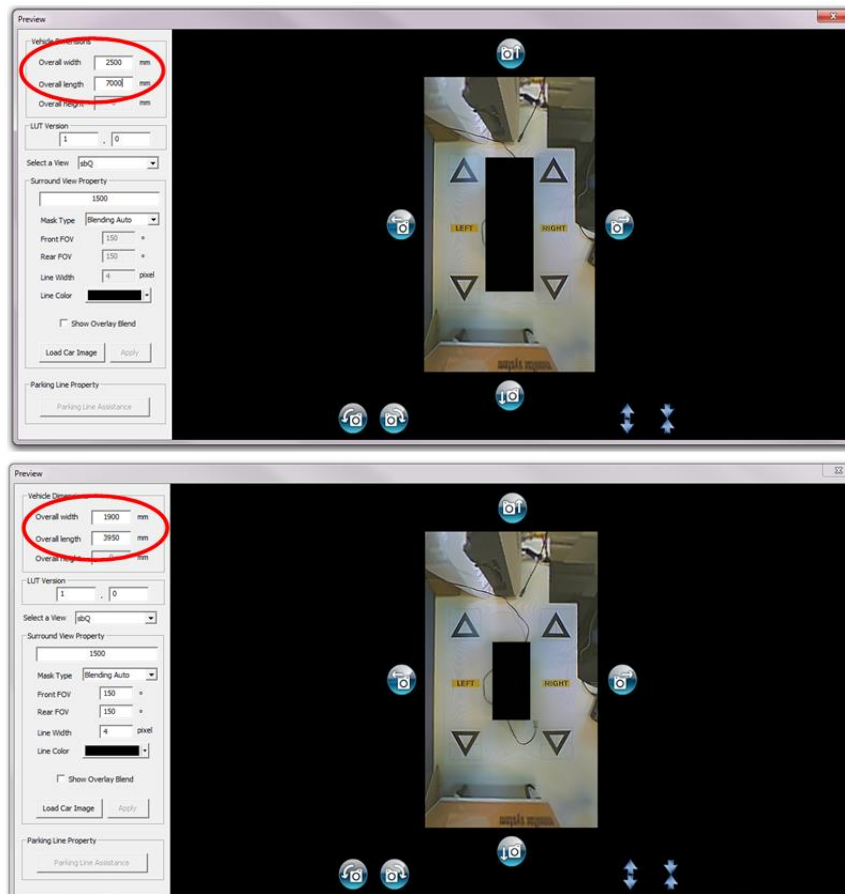 Preview
Vehicle Dimensions
Overall width 2500 mm
Overall length 7000 mm
Overall height mm
LUT Version
1 . 0
Select a View sbQ
Surround View Property
1500
Mask Type Blending Auto
Front FOV 150 °
Rear FOV 150 °
Line Width 4 pixel
Line Color
Show Overlay Blend
Load Car Image Apply
Parking Line Property
Parking Line Assistance
LEFT RIGHT
Preview
Vehicle Dimensions
Overall width 1900 mm
Overall length 3950 mm
Overall height mm
LUT Version
1 . 0
Select a View sbQ
Surround View Property
1500
Mask Type Blending Auto
Front FOV 150 °
Rear FOV 150 °
Line Width 4 pixel
Line Color
Show Overlay Blend
Load Car Image Apply
Parking Line Property
Parking Line Assistance
LEFT RIGHT